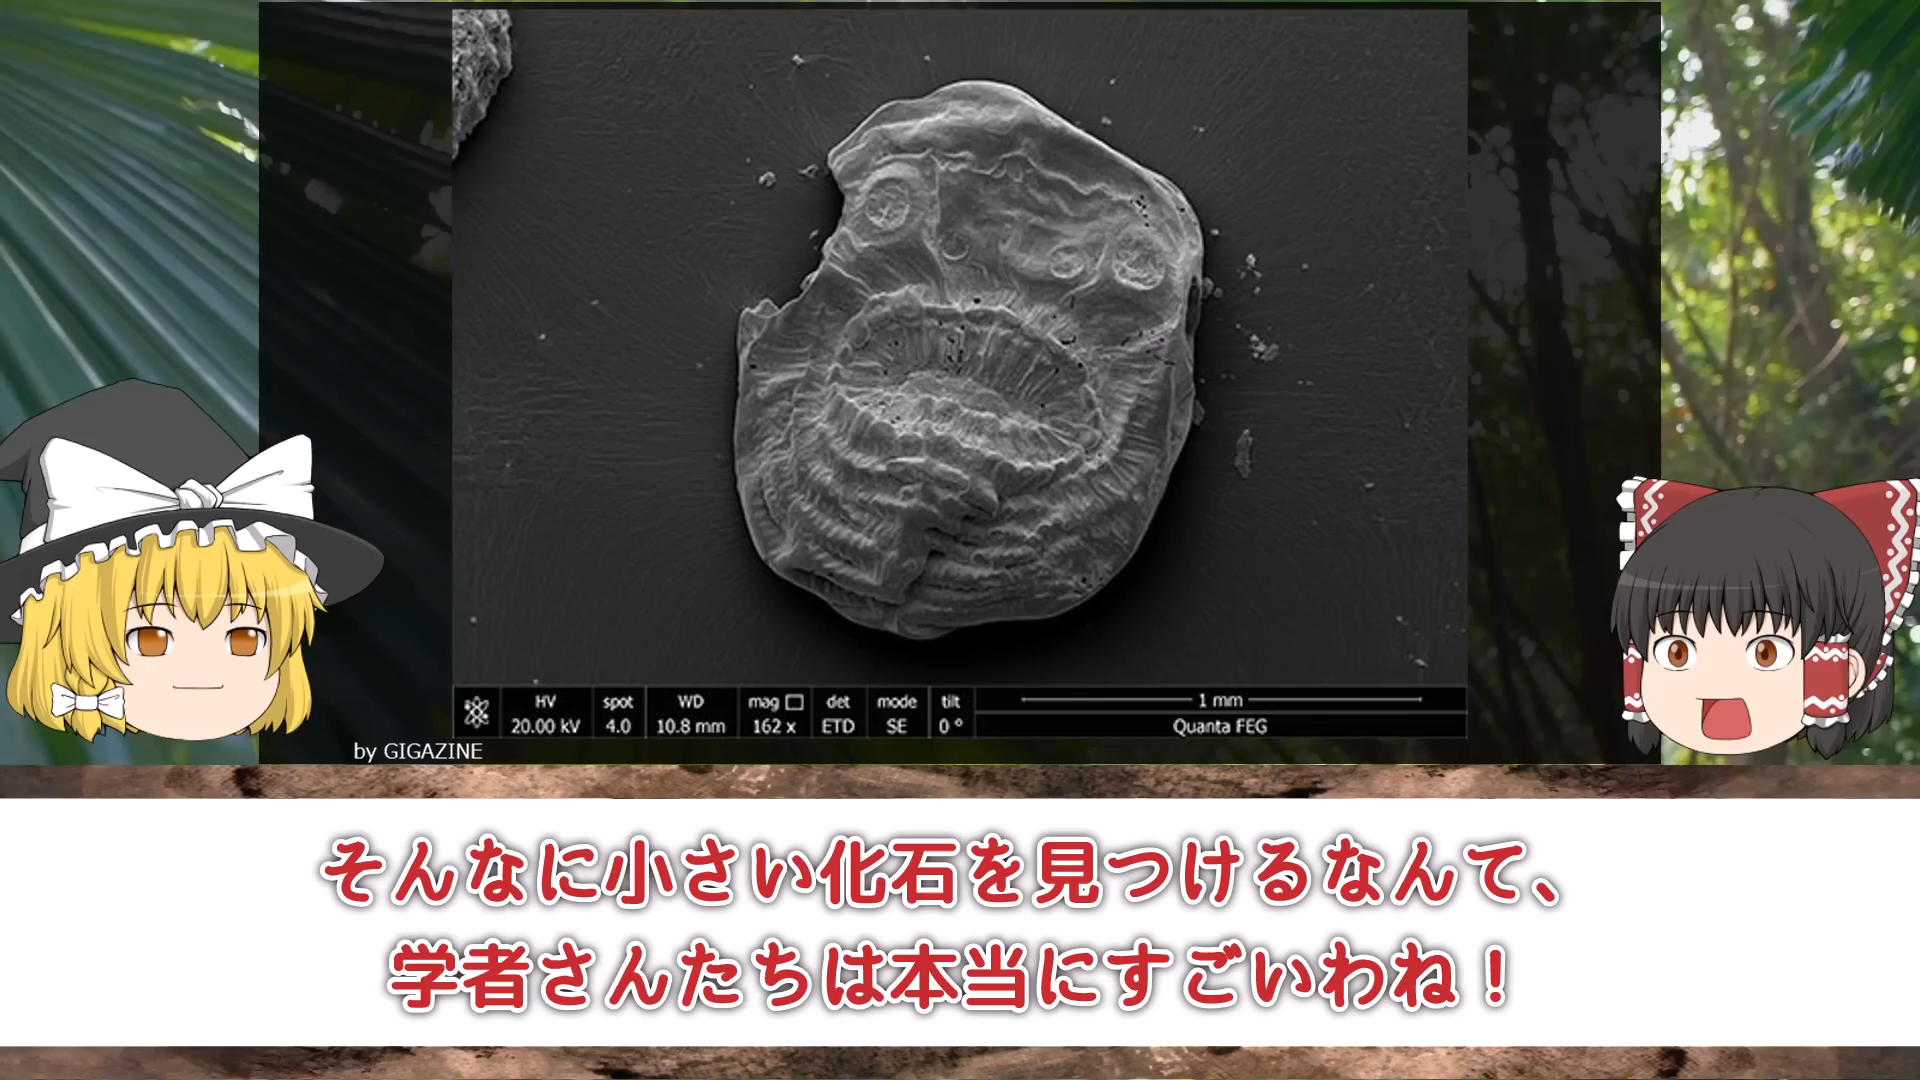 HV spot WD mag det mode tilt 1 mm
20.00 kV 4.0 10.8 mm 162 x ETD SE 0 ° Quanta FEG
by GIGAZINE
そんなに小さい化石を見つけるなんて、
学者さんたちは本当にすごいわね！